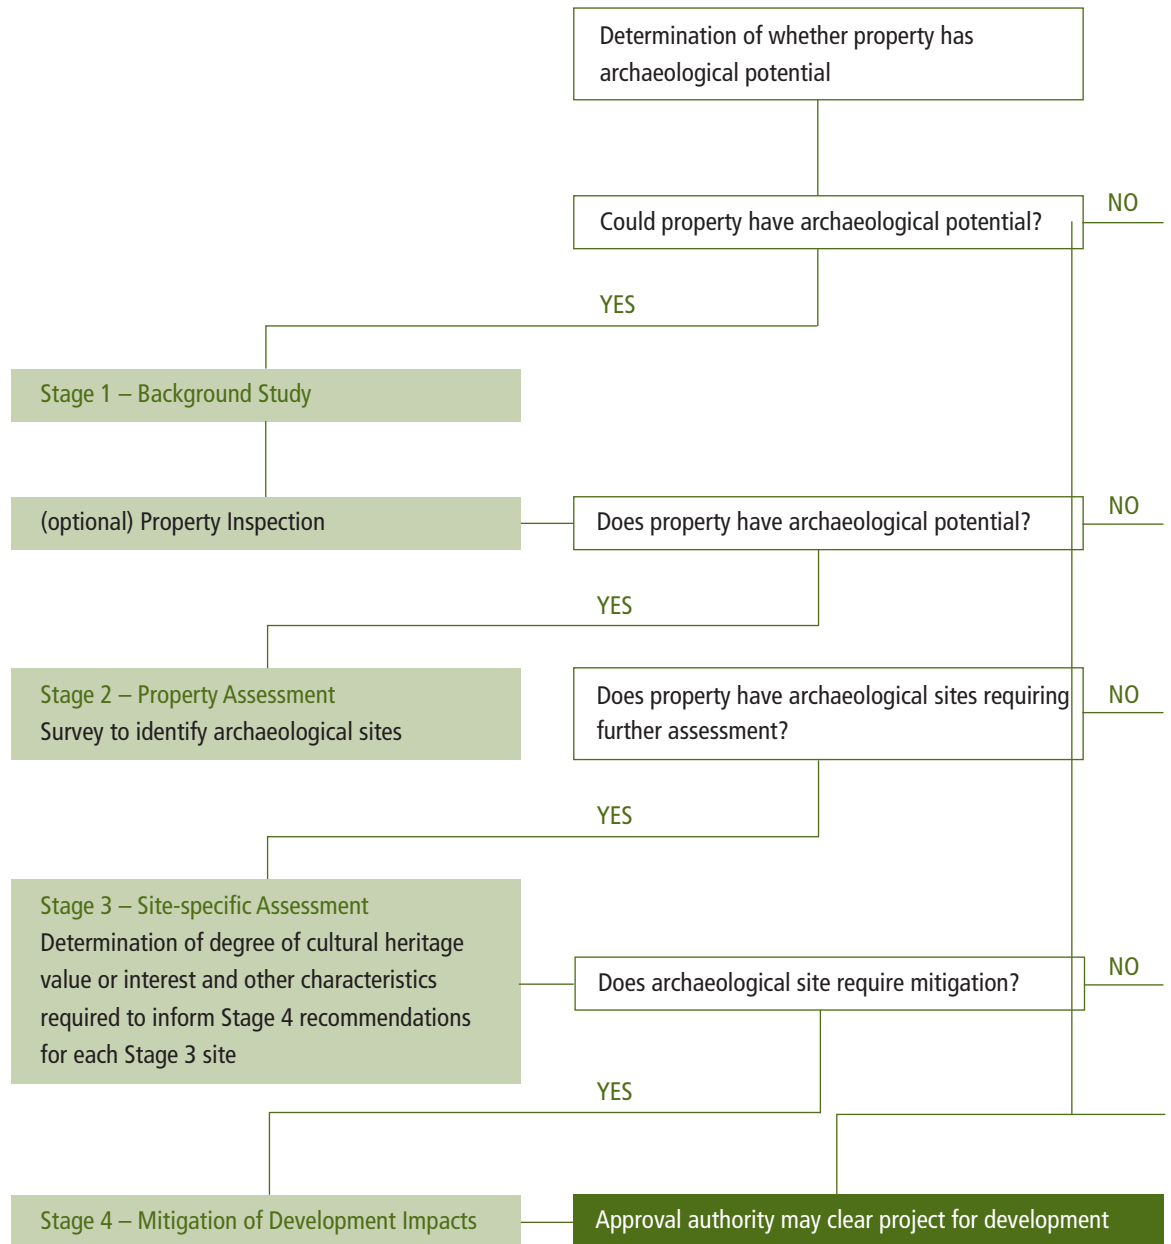 Determination of whether property has
archaeological potential
Could property have archaeological potential?
NO
YES
Stage 1 – Background Study
(optional) Property Inspection
Does property have archaeological potential?
NO
YES
Stage 2 – Property Assessment
Survey to identify archaeological sites
Does property have archaeological sites requiring
further assessment?
NO
YES
Stage 3 – Site-specific Assessment
Determination of degree of cultural heritage
value or interest and other characteristics
required to inform Stage 4 recommendations
for each Stage 3 site
Does archaeological site require mitigation?
NO
YES
Stage 4 – Mitigation of Development Impacts
Approval authority may clear project for development